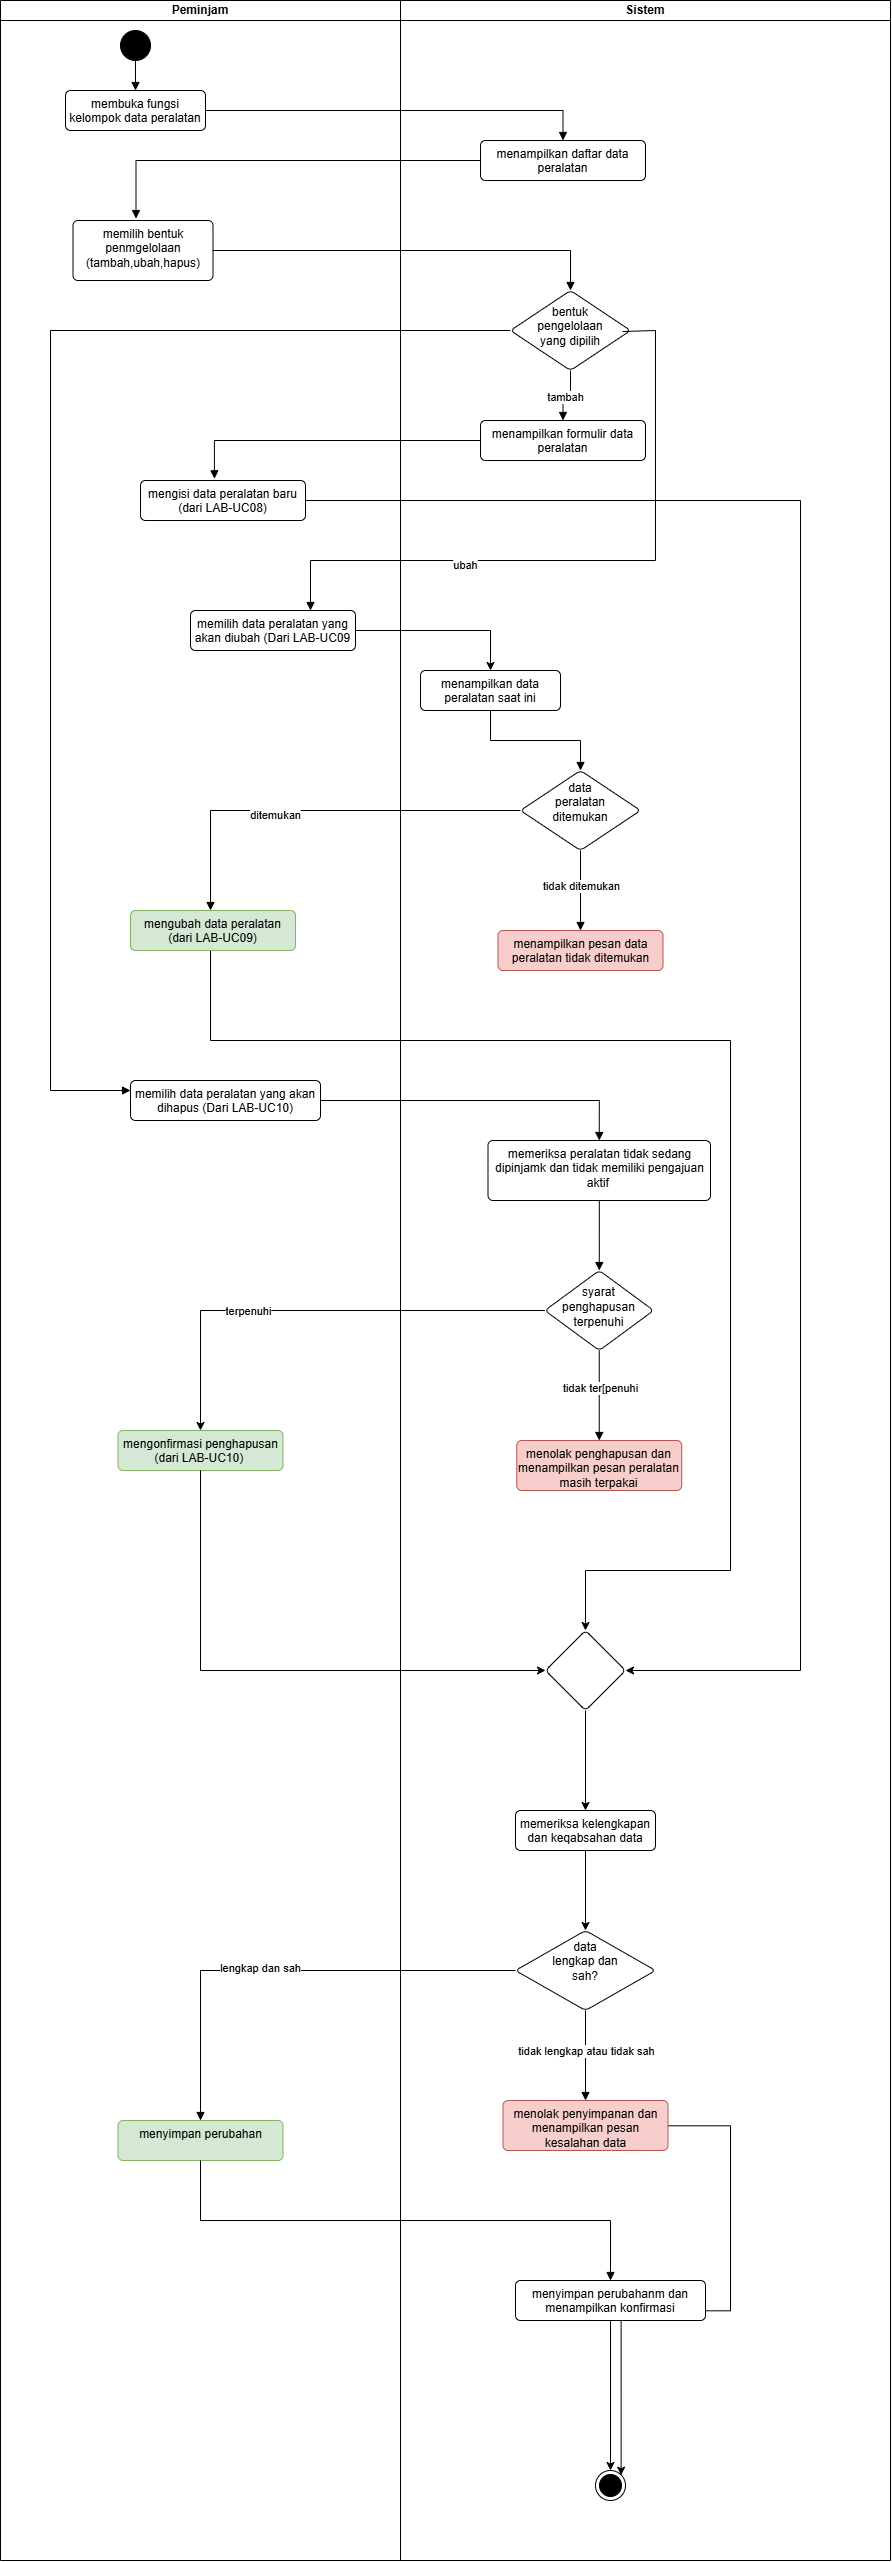 Peminjam
Sistem
membuka fungsi
kelompok data peralatan
menampilkan daftar data
peralatan
memilih bentuk
penmgelolaan
(tambah,ubah,hapus)
bentuk
pengelolaan
yang dipilih
tambah
menampilkan formulir data
peralatan
mengisi data peralatan baru
(dari LAB-UC08)
ubah
memilih data peralatan yang
akan diubah (Dari LAB-UC09
menampilkan data
peralatan saat ini
data
peralatan
ditemukan
ditemukan
tidak ditemukan
mengubah data peralatan
(dari LAB-UC09)
menampilkan pesan data
peralatan tidak ditemukan
memilih data peralatan yang akan
dihapus (Dari LAB-UC10)
memeriksa peralatan tidak sedang
dipinjamk dan tidak memiliki pengajuan
aktif
syarat
penghapusan
terpenuhi
terpenuhi
tidak ter[penuhi
mengonfirmasi penghapusan
(dari LAB-UC10)
menolak penghapusan dan
menampilkan pesan peralatan
masih terpakai
memeriksa kelengkapan
dan keqabsahan data
data
lengkap dan
sah?
lengkap dan sah
tidak lengkap atau tidak sah
menolak penyimpanan dan
menampilkan pesan
kesalahan data
menyimpan perubahan
menyimpan perubahanm dan
menampilkan konfirmasi